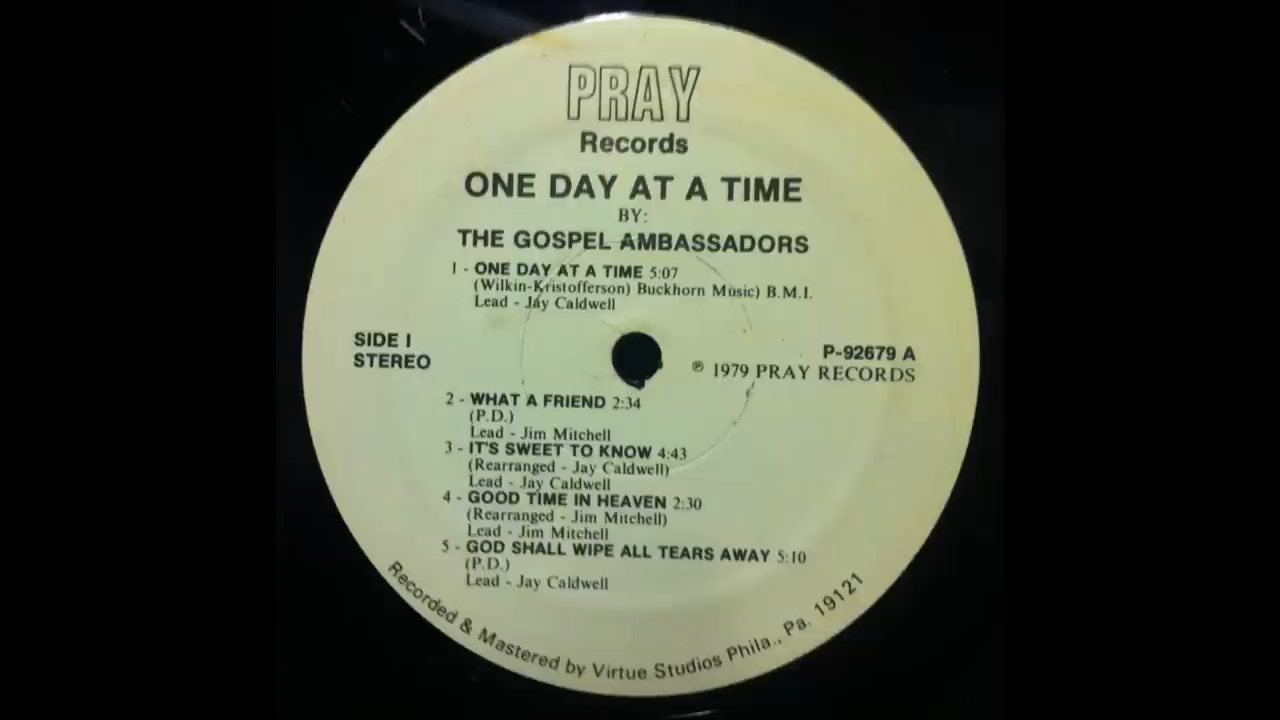 PRAY
Records
ONE DAY AT A TIME
BY:
THE GOSPEL AMBASSADORS
1 - ONE DAY AT A TIME 5:07
(Wilkin-Kristofferson) Buckhorn Music) B.M.I.
Lead - Jay Caldwell
SIDE I
STEREO
P-92679 A
℗ 1979 PRAY RECORDS
2 - WHAT A FRIEND 2:34
(P.D.)
Lead - Jim Mitchell
3 - IT'S SWEET TO KNOW 4:43
(Rearranged - Jay Caldwell)
Lead - Jay Caldwell
4 - GOOD TIME IN HEAVEN 2:30
(Rearranged - Jim Mitchell)
Lead - Jim Mitchell
5 - GOD SHALL WIPE ALL TEARS AWAY 5:10
(P.D.)
Lead - Jay Caldwell
Recorded & Mastered by Virtue Studios Phila., Pa. 19121